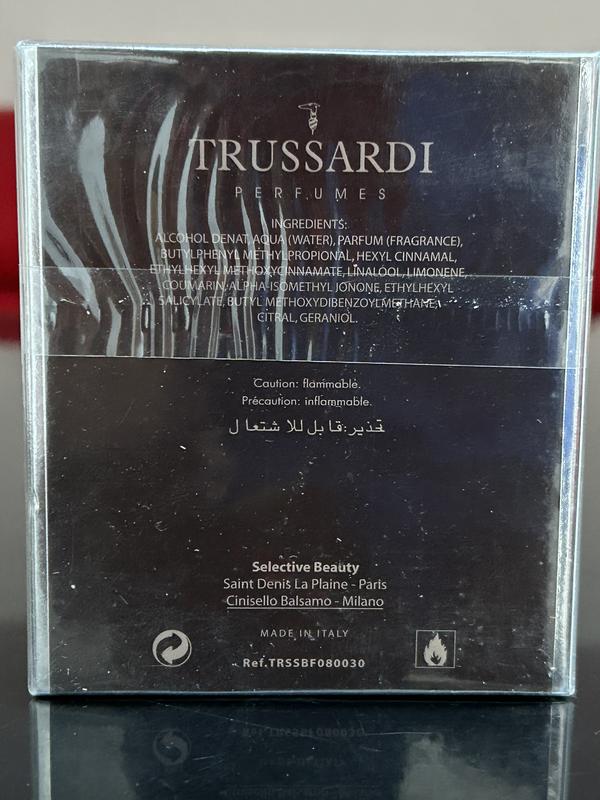 TRUSSARDI
PERFUMES
INGREDIENTS:
ALCOHOL DENAT, AQUA (WATER), PARFUM (FRAGRANCE),
BUTYLPHENYL METHYLPROPIONAL, HEXYL CINNAMAL,
ETHYLHEXYL METHOXYCINNAMATE, LINALOOL, LIMONENE,
COUMARIN, ALPHA-ISOMETHYL IONONE, ETHYLHEXYL
SALICYLATE, BUTYL METHOXYDIBENZOYLMETHANE,
CITRAL, GERANIOL.
Caution: flammable.
Précaution: inflammable.
تحذير: قابل للاشتعال
Selective Beauty
Saint Denis La Plaine - Paris
Cinisello Balsamo - Milano
MADE IN ITALY
Ref.TRSSBF080030